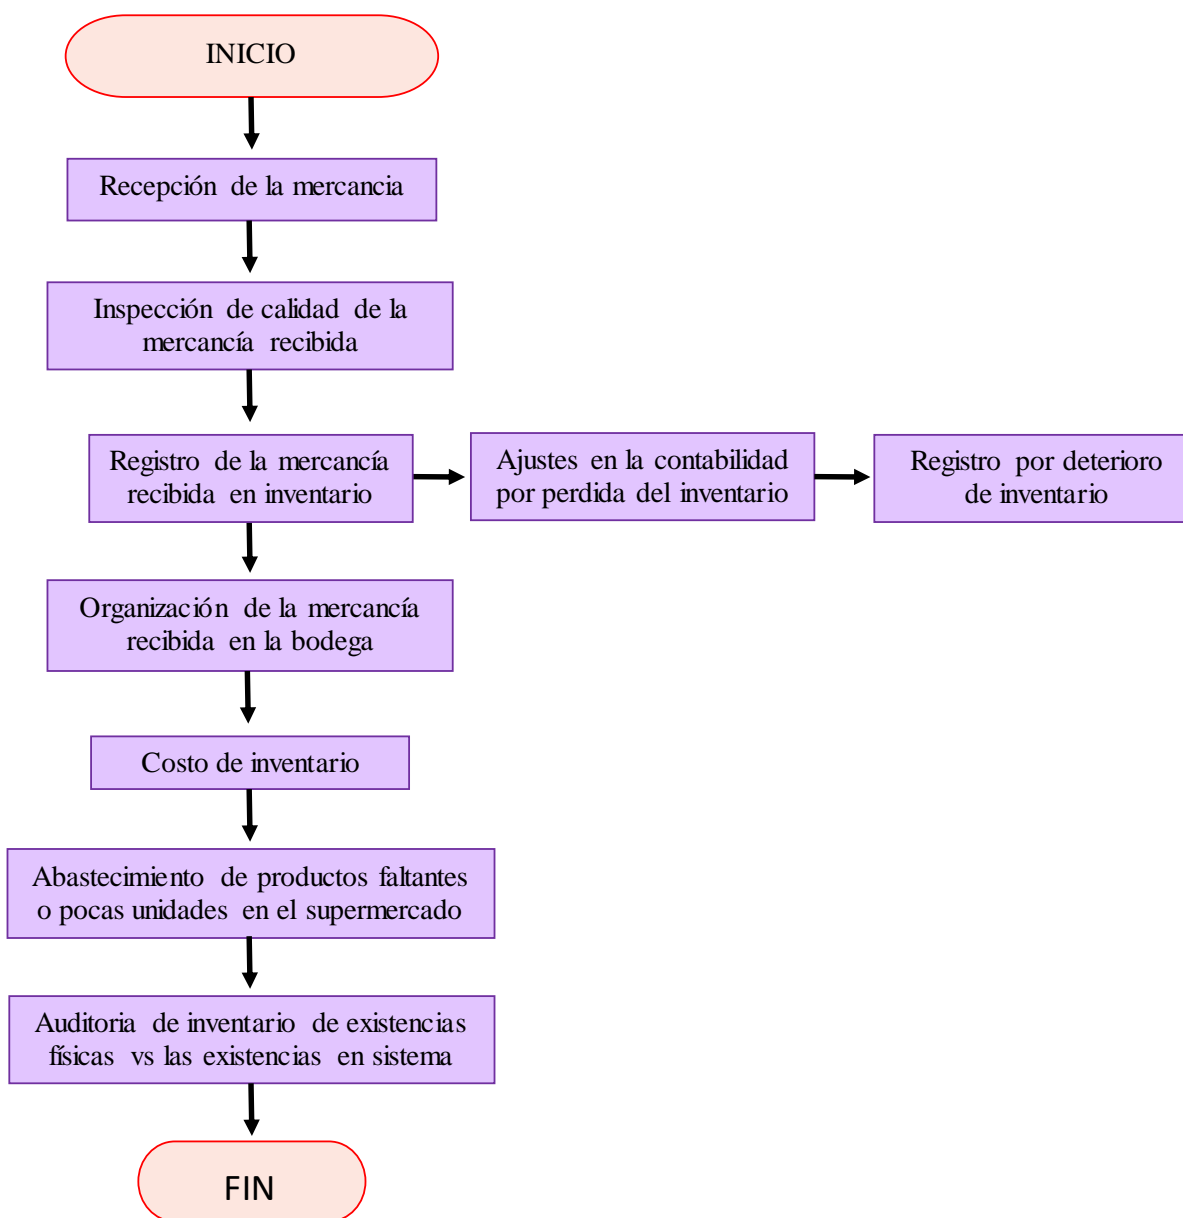 INICIO
Recepción de la mercancia
Inspección de calidad de la
mercancía recibida
Registro de la mercancía
recibida en inventario
Ajustes en la contabilidad
por perdida del inventario
Registro por deterioro
de inventario
Organización de la mercancía
recibida en la bodega
Costo de inventario
Abastecimiento de productos faltantes
o pocas unidades en el supermercado
Auditoria de inventario de existencias
físicas vs las existencias en sistema
FIN